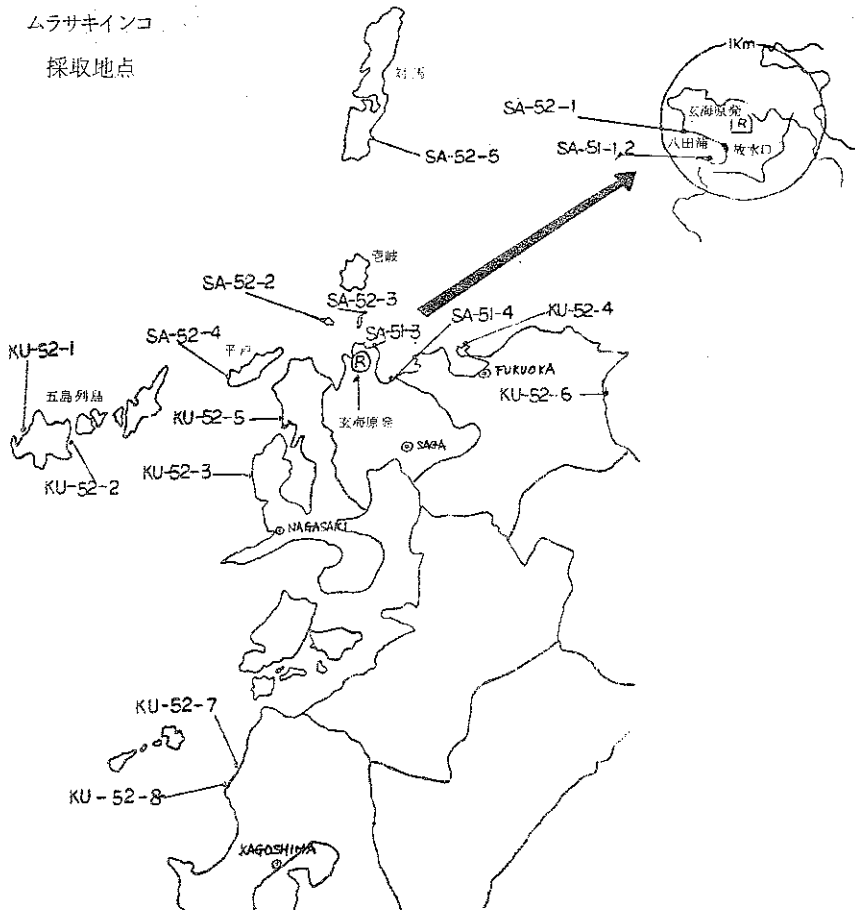 ムラサキインコ
採取地点
対馬
SA-52-5
1Km
SA-52-1
玄海原発
R
SA-51-1,2
八田浦
放水口
壱岐
SA-52-2
SA-52-3
SA-51-3
SA-51-4
KU-52-4
SA-52-4
平戸
R
FUKUOKA
KU-52-1
五島列島
KU-52-6
KU-52-5
玄海原発
SAGA
KU-52-2
KU-52-3
NAGASAKI
KU-52-7
KU-52-8
KAGOSHIMA